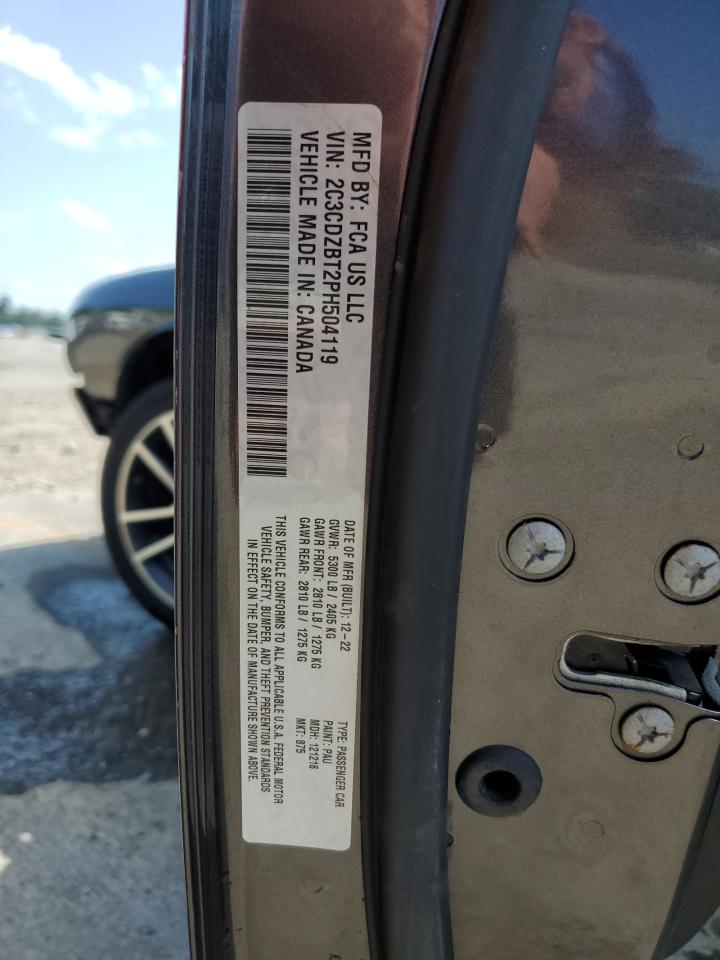 MFD BY: FCA US LLC
VIN: 2C3CDZBT2PH504119
VEHICLE MADE IN: CANADA
DATE OF MFR (BUILT): 12-22
GVWR: 5300 LB / 2405 KG
GAWR FRONT: 2810 LB / 1275 KG
GAWR REAR: 2810 LB / 1275 KG
THIS VEHICLE CONFORMS TO ALL APPLICABLE U.S.A. FEDERAL MOTOR
VEHICLE SAFETY, BUMPER, AND THEFT PREVENTION STANDARDS
IN EFFECT ON THE DATE OF MANUFACTURE SHOWN ABOVE.
TYPE: PASSENGER CAR
PAINT: PAU
MDH: 121216
MKT: 875